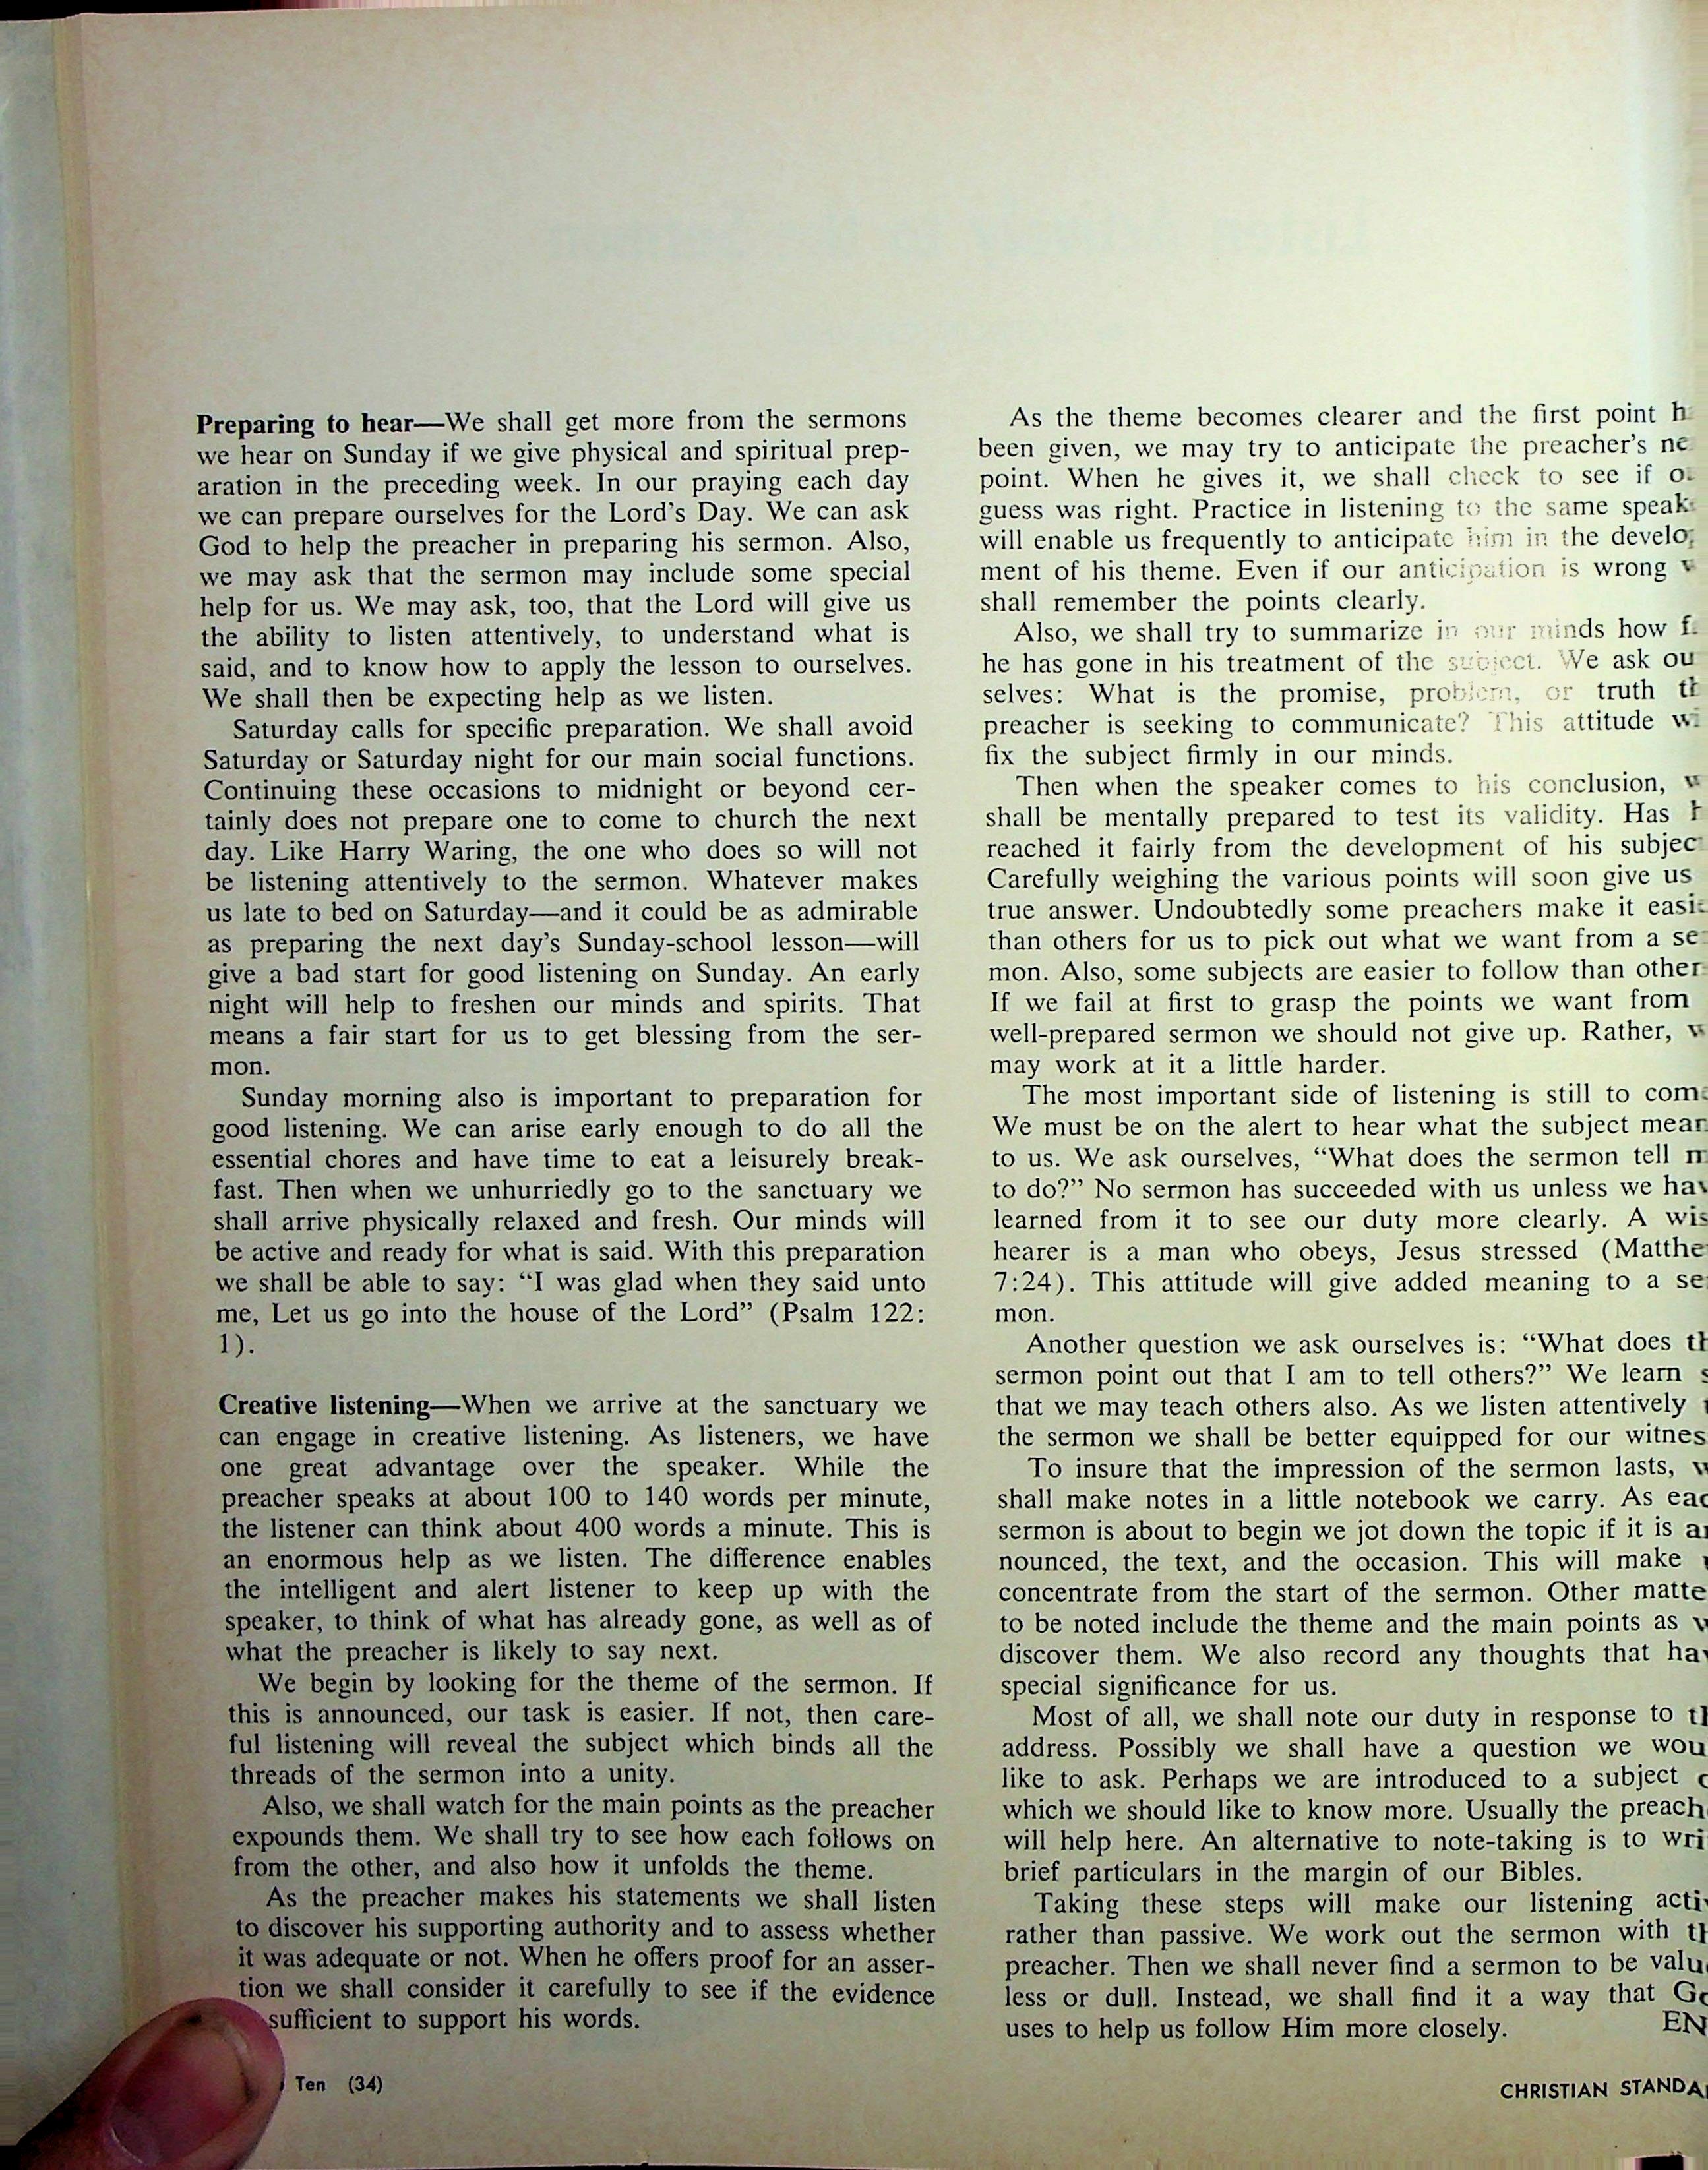 Preparing to hear—We shall get more from the sermons
we hear on Sunday if we give physical and spiritual prep-
aration in the preceding week. In our praying each day
we can prepare ourselves for the Lord's Day. We can ask
God to help the preacher in preparing his sermon. Also,
we may ask that the sermon may include some special
help for us. We may ask, too, that the Lord will give us
the ability to listen attentively, to understand what is
said, and to know how to apply the lesson to ourselves.
We shall then be expecting help as we listen.
Saturday calls for specific preparation. We shall avoid
Saturday or Saturday night for our main social functions.
Continuing these occasions to midnight or beyond cer-
tainly does not prepare one to come to church the next
day. Like Harry Waring, the one who does so will not
be listening attentively to the sermon. Whatever makes
us late to bed on Saturday—and it could be as admirable
as preparing the next day's Sunday-school lesson—will
give a bad start for good listening on Sunday. An early
night will help to freshen our minds and spirits. That
means a fair start for us to get blessing from the ser-
mon.
Sunday morning also is important to preparation for
good listening. We can arise early enough to do all the
essential chores and have time to eat a leisurely break-
fast. Then when we unhurriedly go to the sanctuary we
shall arrive physically relaxed and fresh. Our minds will
be active and ready for what is said. With this preparation
we shall be able to say: “I was glad when they said unto
me, Let us go into the house of the Lord” (Psalm 122:
1).
Creative listening—When we arrive at the sanctuary we
can engage in creative listening. As listeners, we have
one great advantage over the speaker. While the
preacher speaks at about 100 to 140 words per minute,
the listener can think about 400 words a minute. This is
an enormous help as we listen. The difference enables
the intelligent and alert listener to keep up with the
speaker, to think of what has already gone, as well as of
what the preacher is likely to say next.
We begin by looking for the theme of the sermon. If
this is announced, our task is easier. If not, then care-
ful listening will reveal the subject which binds all the
threads of the sermon into a unity.
Also, we shall watch for the main points as the preacher
expounds them. We shall try to see how each follows on
from the other, and also how it unfolds the theme.
As the preacher makes his statements we shall listen
to discover his supporting authority and to assess whether
it was adequate or not. When he offers proof for an asser-
tion we shall consider it carefully to see if the evidence
sufficient to support his words.
Ten (34)
As the theme becomes clearer and the first point
been given, we may try to anticipate the preacher's
point. When he gives it, we shall check to see if
guess was right. Practice in listening to the same
will enable us frequently to anticipate him in the
ment of his theme. Even if our anticipation is wrong
shall remember the points clearly.
Also, we shall try to summarize in our minds how
he has gone in his treatment of the subject. We ask
selves: What is the promise, problem, or truth
preacher is seeking to communicate? This attitude
fix the subject firmly in our minds.
Then when the speaker comes to his conclusion,
shall be mentally prepared to test its validity. Has
reached it fairly from the development of his
Carefully weighing the various points will soon give us
true answer. Undoubtedly some preachers make it
than others for us to pick out what we want from a
mon. Also, some subjects are easier to follow than
If we fail at first to grasp the points we want from
well-prepared sermon we should not give up. Rather,
may work at it a little harder.
The most important side of listening is still to
We must be on the alert to hear what the subject
to us. We ask ourselves, “What does the sermon tell
to do?” No sermon has succeeded with us unless we
learned from it to see our duty more clearly. A
hearer is a man who obeys, Jesus stressed
7:24). This attitude will give added meaning to a
mon.
Another question we ask ourselves is: “What does
sermon point out that I am to tell others?” We learn
that we may teach others also. As we listen attentively
the sermon we shall be better equipped for our
To insure that the impression of the sermon lasts,
shall make notes in a little notebook we carry. As
sermon is about to begin we jot down the topic if it is
nounced, the text, and the occasion. This will make
concentrate from the start of the sermon. Other
to be noted include the theme and the main points as
discover them. We also record any thoughts that
special significance for us.
Most of all, we shall note our duty in response to
address. Possibly we shall have a question we
like to ask. Perhaps we are introduced to a subject
which we should like to know more. Usually the
will help here. An alternative to note-taking is to
brief particulars in the margin of our Bibles.
Taking these steps will make our listening
rather than passive. We work out the sermon with
preacher. Then we shall never find a sermon to be
less or dull. Instead, we shall find it a way that
uses to help us follow Him more closely.
CHRISTIAN